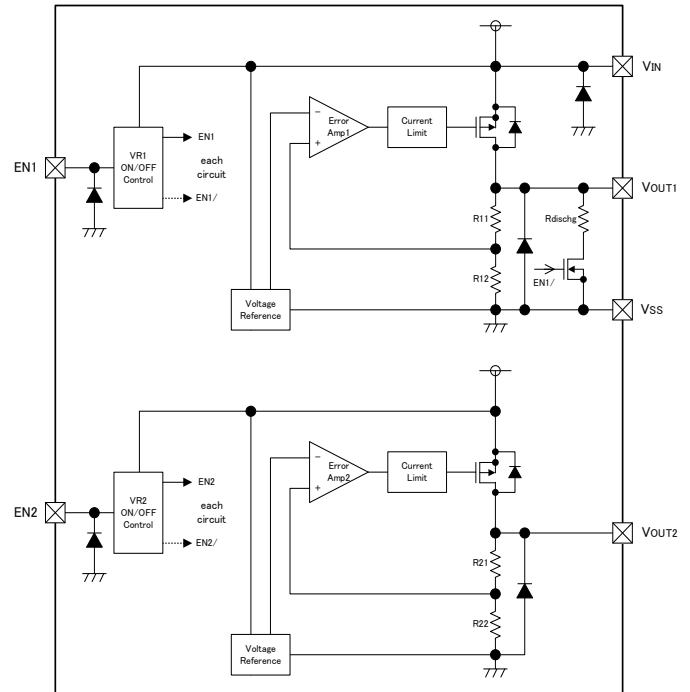 VIN
EN1
VR1
ON/OFF
Control
EN1
each
circuit
EN1/
Error
Amp1
−
+
Current
Limit
VOUT1
R11
Rdischg
R12
EN1/
Voltage
Reference
VSS
EN2
VR2
ON/OFF
Control
EN2
each
circuit
EN2/
Error
Amp2
−
+
Current
Limit
VOUT2
R21
R22
Voltage
Reference